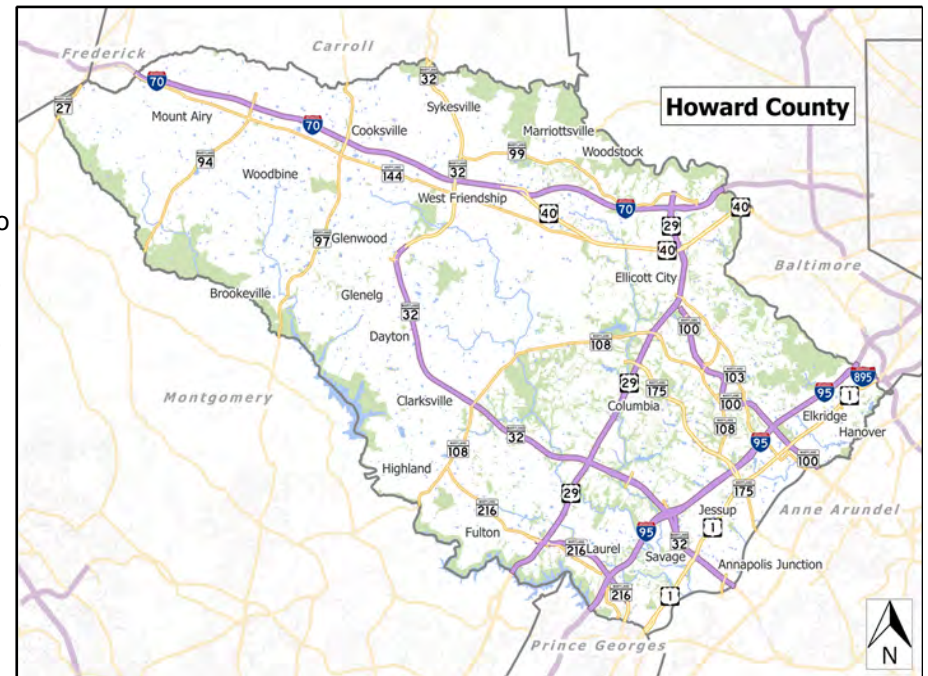 Frederick
Carroll
70
32
27
Sykesville
Howard County
Mount Airy
70
Cooksville
Marriottsville
99
Woodstock
94
32
Woodbine
144
West Friendship
40
70
40
29
97
Glenwood
40
Baltimore
Ellicott City
Brookeville
Glenelg
32
100
Dayton
108
103
95
895
29
175
1
Montgomery
Clarksville
Columbia
100
Elkridge
32
108
Hanover
108
95
100
Highland
29
175
216
Jessup
Anne Arundel
Fulton
95
1
216
Laurel
Savage
32
Annapolis Junction
216
1
Prince Georges
N
o